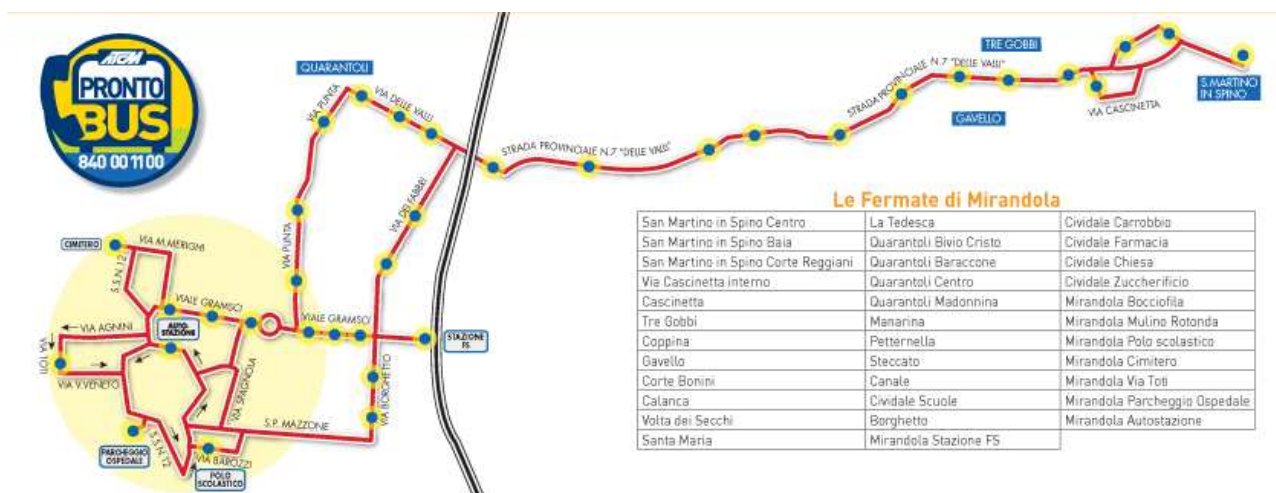 ATCM
PRONTO
BUS
840 00 11 00
QUARANTOLI
VIA PUNTA
VIA DELLE VALLI
STRADA PROVINCIALE N.7 "DELLE VALLI"
STRADA PROVINCIALE N.7 "DELLE VALLI"
TRE GOBBI
GAVELLO
VIA CASCINETTA
S.MARTINO
IN SPINO
VIA DEI FABBRI
VIA PUNTA
CIMITERO
VIA M.MERIGHI
S.S.N 12
VIALE GRAMSCI
VIALE GRAMSCI
AUTO-
STAZIONE
STAZIONE
FS
VIA AGNINI
VIA TOTI
VIA V.VENETO
VIA SPAGNOLA
VIA BORGHETTO
S.P. MAZZONE
PARCHEGGIO
OSPEDALE
S.S.N 12
VIA BAROZZI
POLO
SCOLASTICO
Le Fermate di Mirandola
San Martino in Spino Centro La Tedesca Cividale Carrobbio
San Martino in Spino Baia Quarantoli Bivio Cristo Cividale Farmacia
San Martino in Spino Corte Reggiani Quarantoli Baraccone Cividale Chiesa
Via Cascinetta interno Quarantoli Centro Cividale Zuccherificio
Cascinetta Quarantoli Madonnina Mirandola Bocciofila
Tre Gobbi Manarina Mirandola Mulino Rotonda
Coppina Petternella Mirandola Polo scolastico
Gavello Steccato Mirandola Cimitero
Corte Bonini Canale Mirandola Via Toti
Calanca Cividale Scuole Mirandola Parcheggio Ospedale
Volta dei Secchi Borghetto Mirandola Autostazione
Santa Maria Mirandola Stazione FS